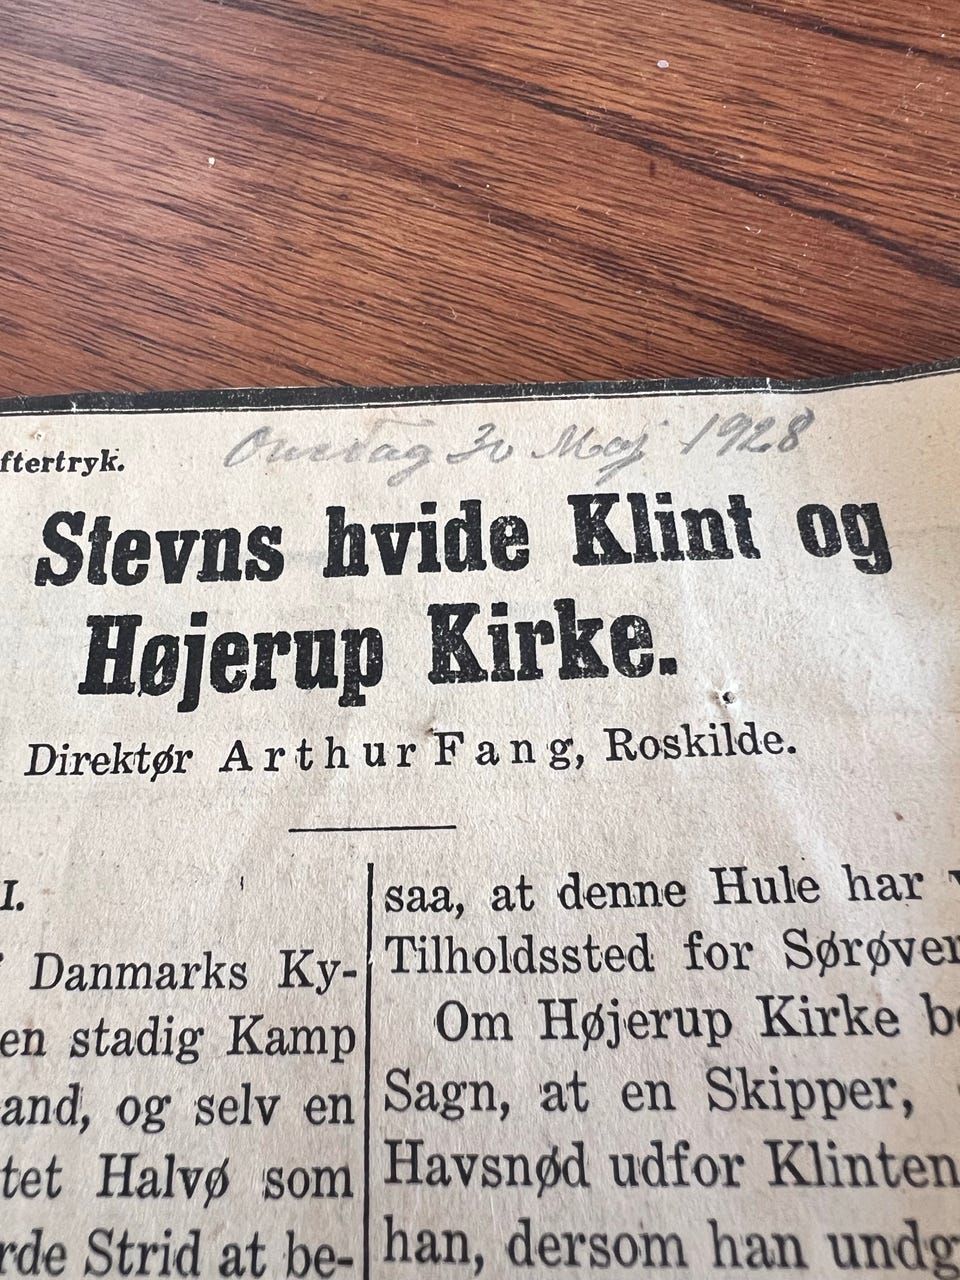 Onsdag 30 Maj 1928
ftertryk.
Stevns hvide Klint og
Højerup Kirke.
Direktør Arthur Fang, Roskilde.
I.
Danmarks Ky-
en stadig Kamp
and, og selv en
tet Halvø som
rde Strid at be-
saa, at denne Hule har
Tilholdssted for Sørøver
Om Højerup Kirke be
Sagn, at en Skipper,
Havsnød udfor Klinten
han, dersom han undg